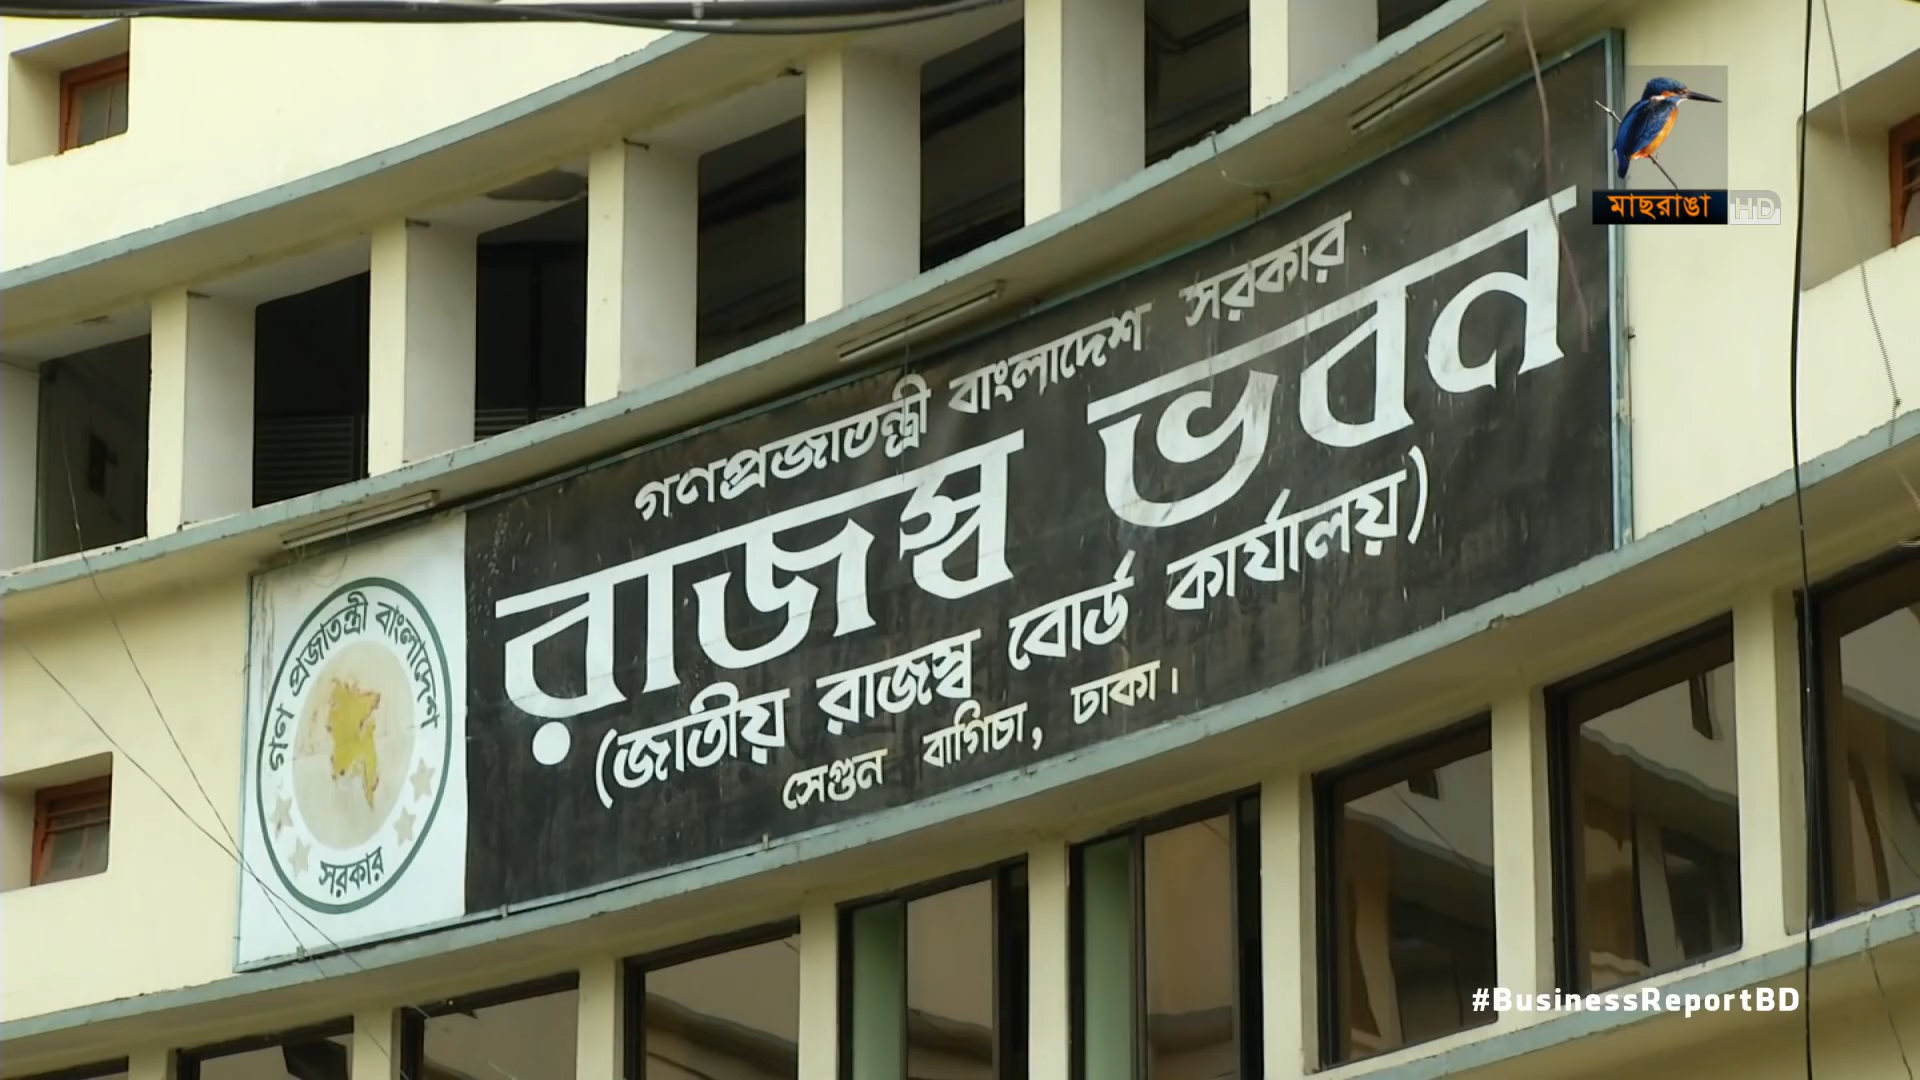 গণপ্রজাতন্ত্রী বাংলাদেশ সরকার
রাজস্ব ভবন
(জাতীয় রাজস্ব বোর্ড কার্যালয়)
সেগুন বাগিচা, ঢাকা।
গণ প্রজাতন্ত্রী বাংলাদেশ
সরকার
মাছরাঙা HD
#BusinessReportBD